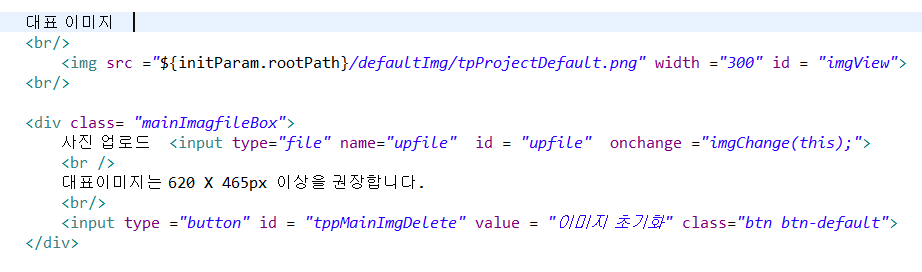 대표 이미지
<br/>
<img src ="${initParam.rootPath}/defaultImg/tpProjectDefault.png" width ="300" id = "imgView">
<br/>
<div class= "mainImagfileBox">
사진 업로드 <input type="file" name="upfile" id = "upfile" onchange ="imgChange(this);">
<br />
대표이미지는 620 X 465px 이상을 권장합니다.
<br/>
<input type ="button" id = "tppMainImgDelete" value = "이미지 초기화" class="btn btn-default">
</div>